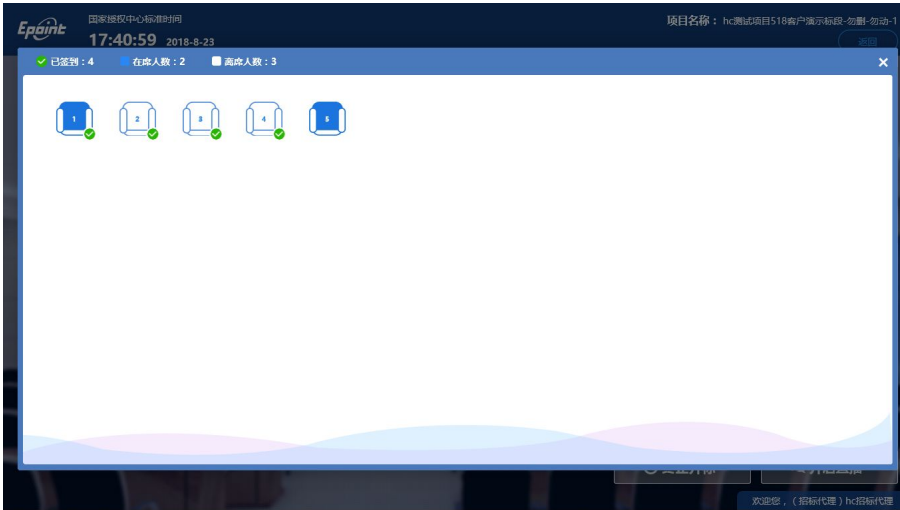 Epoint
国家授权中心标准时间
17:40:59 2018-8-23
项目名称：hc测试项目518客户演示标段-勿删-勿动-1
返回
已签到：4 在席人数：2 离席人数：3
1 2 3 4 5
欢迎您，（招标代理）hc招标代理